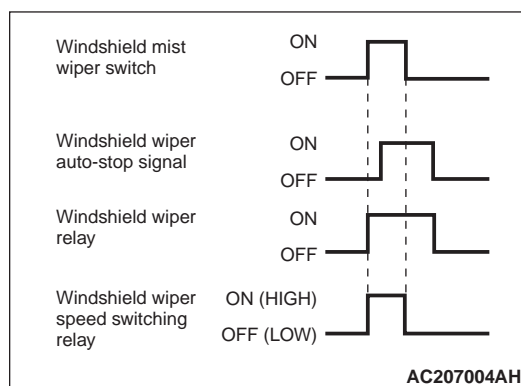 Windshield mist
wiper switch
ON
OFF
Windshield wiper
auto-stop signal
ON
OFF
Windshield wiper
relay
ON
OFF
Windshield wiper
speed switching
relay
ON (HIGH)
OFF (LOW)
AC207004AH